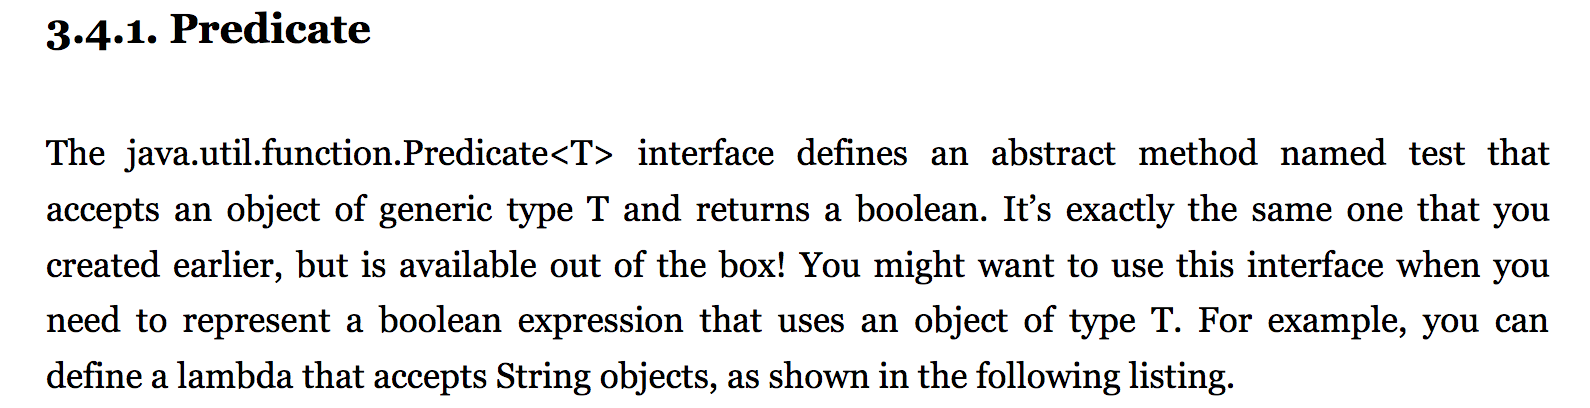 3.4.1. Predicate
The java.util.function.Predicate<T> interface defines an abstract method named test that
accepts an object of generic type T and returns a boolean. It’s exactly the same one that you
created earlier, but is available out of the box! You might want to use this interface when you
need to represent a boolean expression that uses an object of type T. For example, you can
define a lambda that accepts String objects, as shown in the following listing.